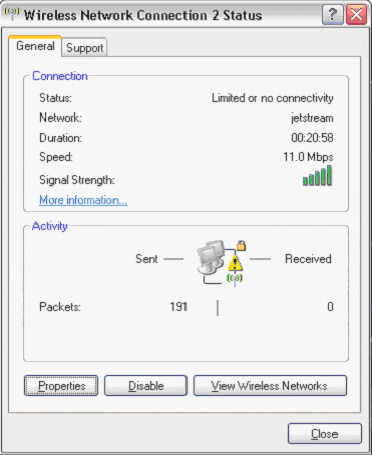 Wireless Network Connection 2 Status
General Support
Connection
Status: Limited or no connectivity
Network: jetstream
Duration: 00:20:58
Speed: 11.0 Mbps
Signal Strength:
More information...
Activity
Sent Received
Packets: 191 0
Properties Disable View Wireless Networks
Close